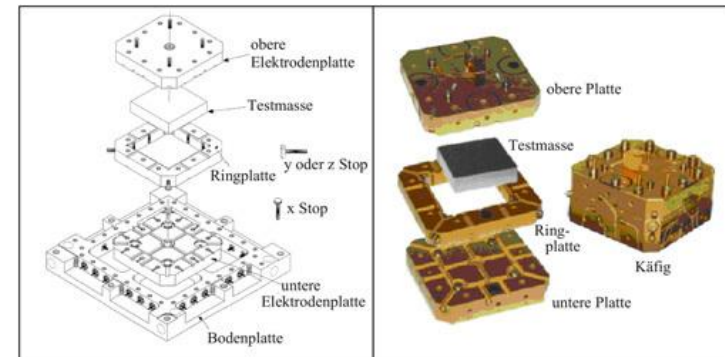 obere
Elektrodenplatte
Testmasse
Ringplatte
y oder z Stop
x Stop
untere
Elektrodenplatte
Bodenplatte
obere Platte
Testmasse
Ring-
platte
Käfig
untere Platte